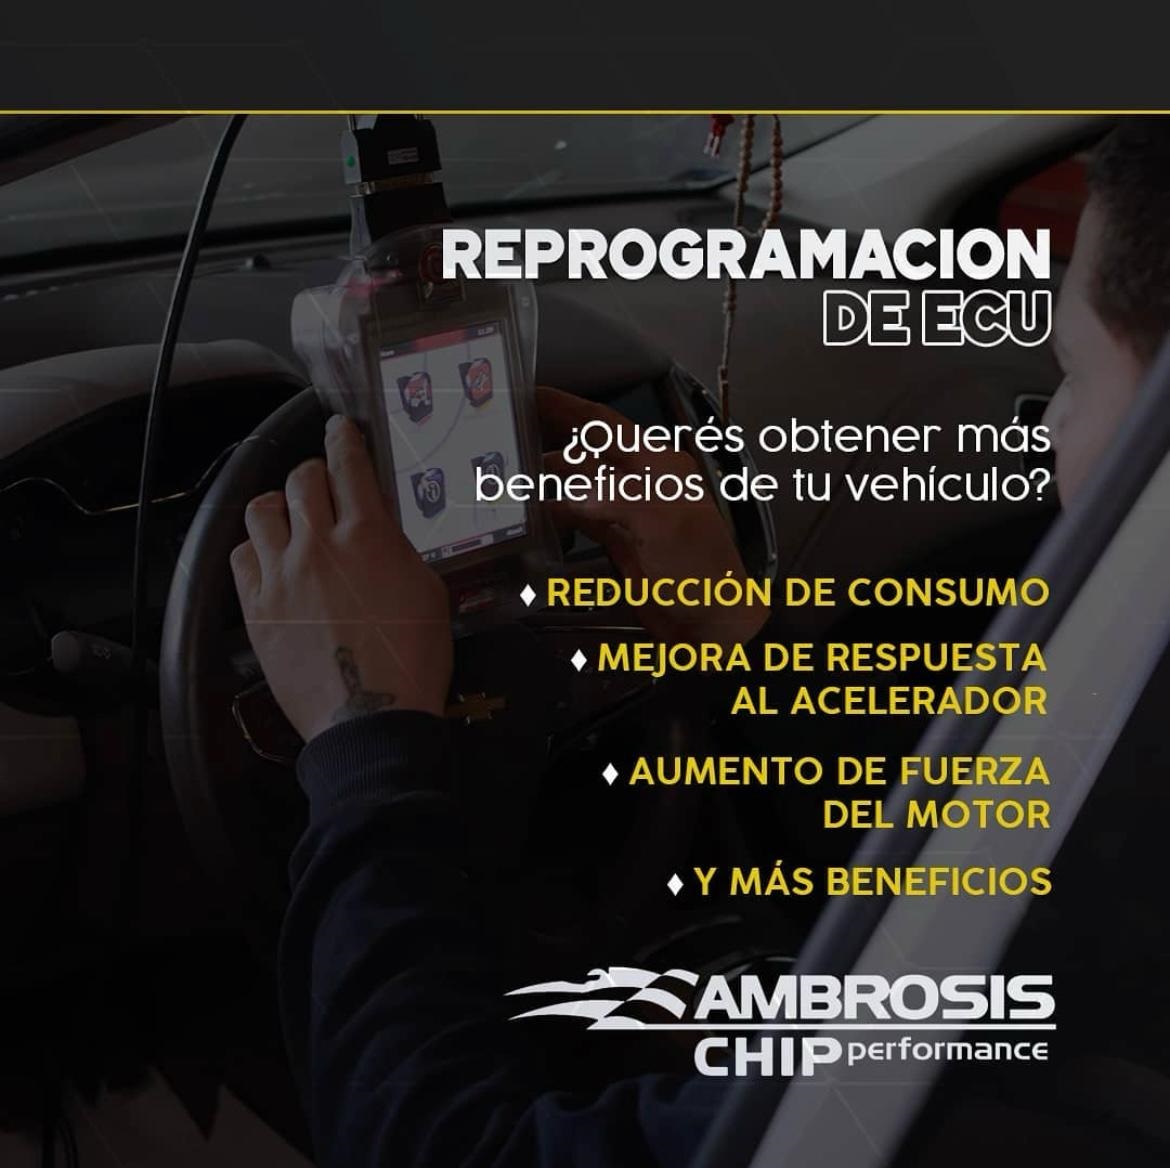 REPROGRAMACION
DE ECU
¿Querés obtener más
beneficios de tu vehículo?
♦ REDUCCIÓN DE CONSUMO
♦ MEJORA DE RESPUESTA
AL ACELERADOR
♦ AUMENTO DE FUERZA
DEL MOTOR
♦ Y MÁS BENEFICIOS
AMBROSIS
CHIP performance